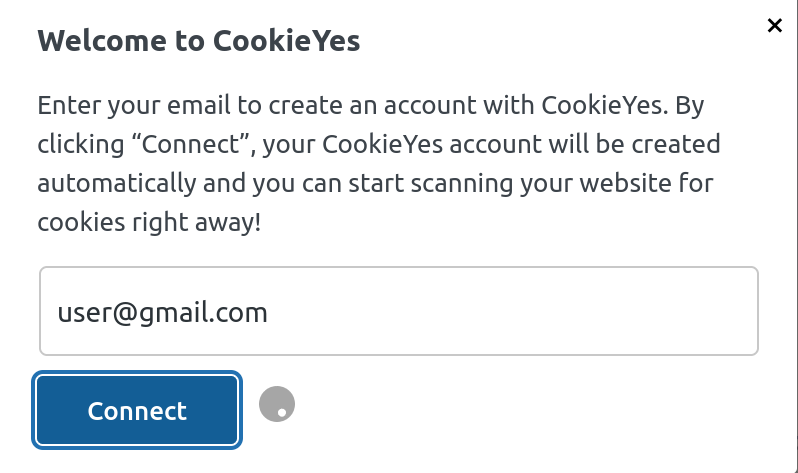 Welcome to CookieYes
Enter your email to create an account with CookieYes. By
clicking “Connect”, your CookieYes account will be created
automatically and you can start scanning your website for
cookies right away!
user@gmail.com
Connect